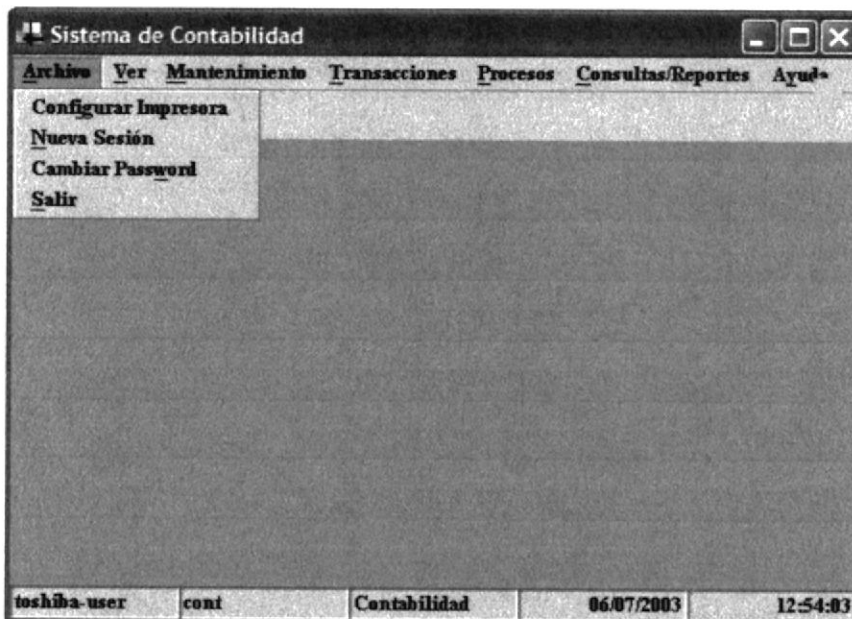 Sistema de Contabilidad
Archivo Ver Mantenimiento Transacciones Procesos Consultas/Reportes Ayuda
Configurar Impresora
Nueva Sesión
Cambiar Password
Salir
toshiba-user cont Contabilidad 06/07/2003 12:54:03